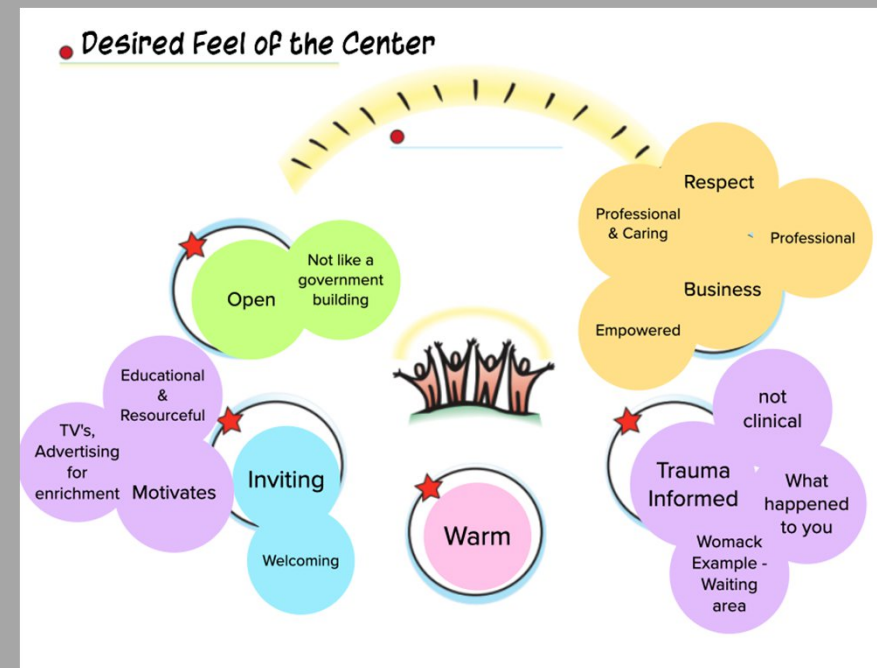 Desired Feel of the Center
Respect
Professional
& Caring
Professional
Business
Empowered
Not like a
government
building
Open
Educational
&
Resourceful
TV's,
Advertising
for
enrichment
Motivates
Inviting
Welcoming
Warm
not
clinical
Trauma
Informed
What
happened
to you
Womack
Example -
Waiting
area